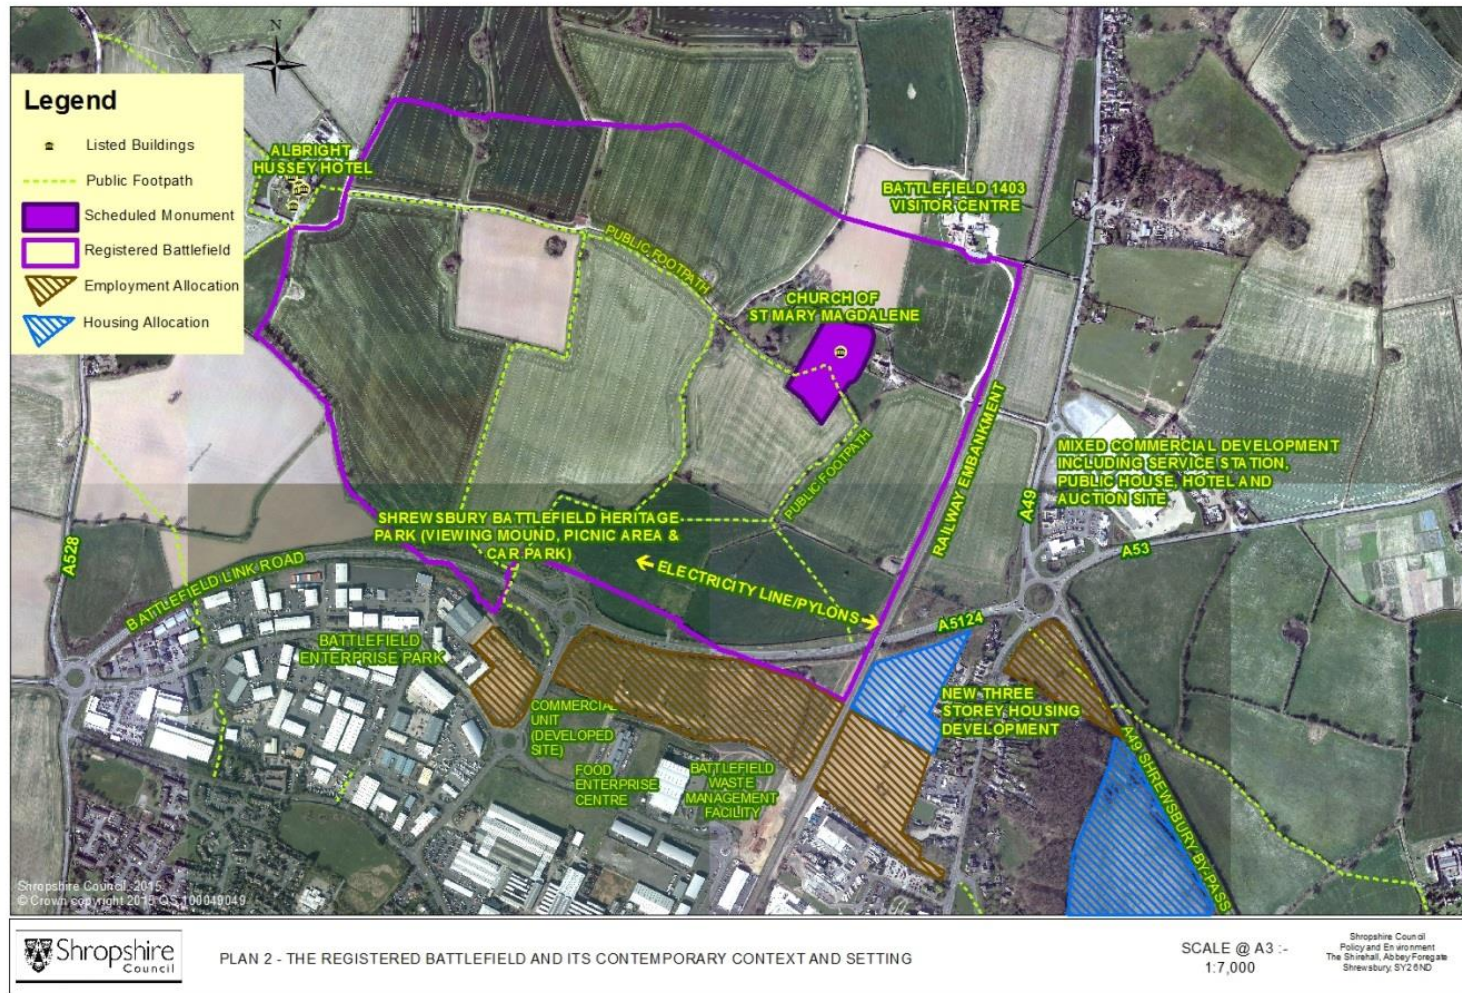 N
Legend
Listed Buildings
Public Footpath
Scheduled Monument
Registered Battlefield
Employment Allocation
Housing Allocation
ALBRIGHT
HUSSEY HOTEL
BATTLEFIELD 1403
VISITOR CENTRE
PUBLIC FOOTPATH
CHURCH OF
ST MARY MAGDALENE
RAILWAY EMBANKMENT
PUBLIC FOOTPATH
MIXED COMMERCIAL DEVELOPMENT
INCLUDING SERVICE STATION,
PUBLIC HOUSE, HOTEL AND
AUCTION SITE
A49
A53
A528
SHREWSBURY BATTLEFIELD HERITAGE
PARK (VIEWING MOUND, PICNIC AREA &
CAR PARK)
BATTLEFIELD LINK ROAD
ELECTRICITY LINE/PYLONS
A5124
BATTLEFIELD
ENTERPRISE PARK
COMMERCIAL
UNIT
(DEVELOPED
SITE)
NEW THREE
STOREY HOUSING
DEVELOPMENT
FOOD
ENTERPRISE
CENTRE
BATTLEFIELD
WASTE
MANAGEMENT
FACILITY
A49 SHREWSBURY BY-PASS
Shropshire Council, 2015
© Crown copyright 2015 OS 100049049
Shropshire
Council
PLAN 2 - THE REGISTERED BATTLEFIELD AND ITS CONTEMPORARY CONTEXT AND SETTING
SCALE @ A3 :-
1:7,000
Shropshire Council
Policy and Environment
The Shirehall, Abbey Foregate
Shrewsbury, SY2 6ND